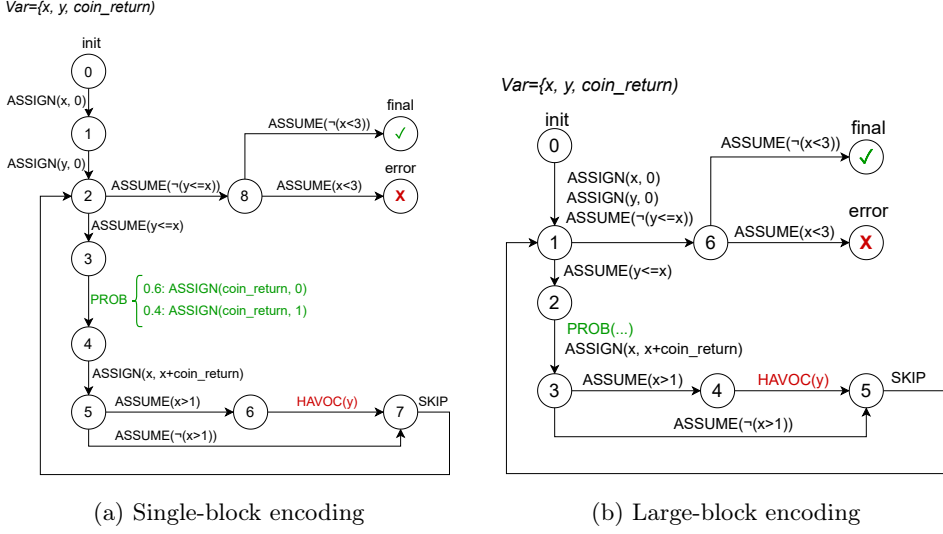 Var={x, y, coin_return)
init
0
ASSIGN(x, 0)
1
ASSIGN(y, 0)
2
ASSUME(¬(y<=x))
8
ASSUME(¬(x<3))
final
✓
ASSUME(x<3)
error
X
ASSUME(y<=x)
3
PROB
0.6: ASSIGN(coin_return, 0)
0.4: ASSIGN(coin_return, 1)
4
ASSIGN(x, x+coin_return)
5
ASSUME(x>1)
6
HAVOC(y)
7
SKIP
ASSUME(¬(x>1))
(a) Single-block encoding
Var={x, y, coin_return)
init
0
ASSIGN(x, 0)
ASSIGN(y, 0)
ASSUME(¬(y<=x))
1
6
ASSUME(¬(x<3))
final
✓
ASSUME(x<3)
error
X
ASSUME(y<=x)
2
PROB(...)
ASSIGN(x, x+coin_return)
3
ASSUME(x>1)
4
HAVOC(y)
5
SKIP
ASSUME(¬(x>1))
(b) Large-block encoding